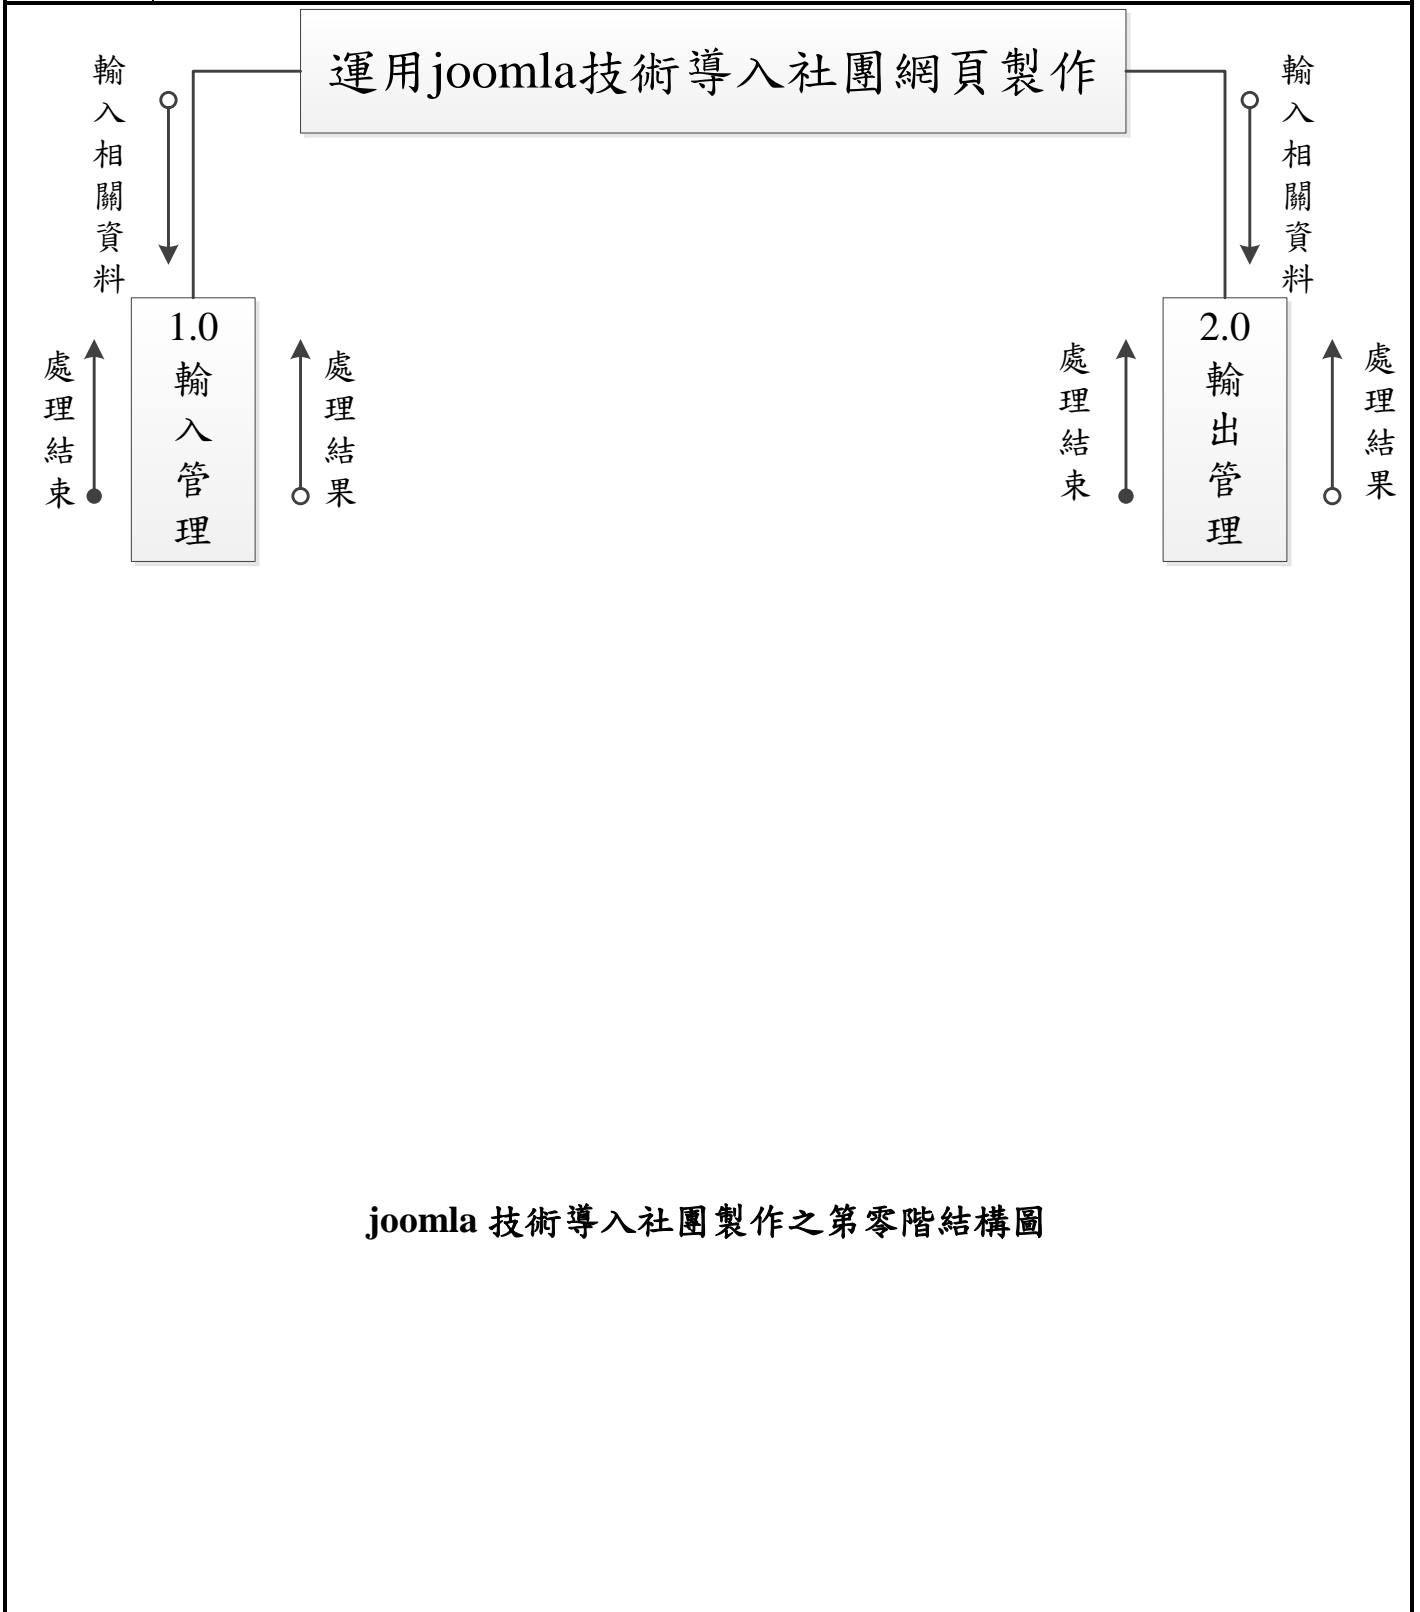 運用joomla技術導入社團網頁製作
輸入相關資料
輸入相關資料
1.0
輸入管理
處理結束
處理結果
2.0
輸出管理
處理結束
處理結果
joomla 技術導入社團製作之第零階結構圖